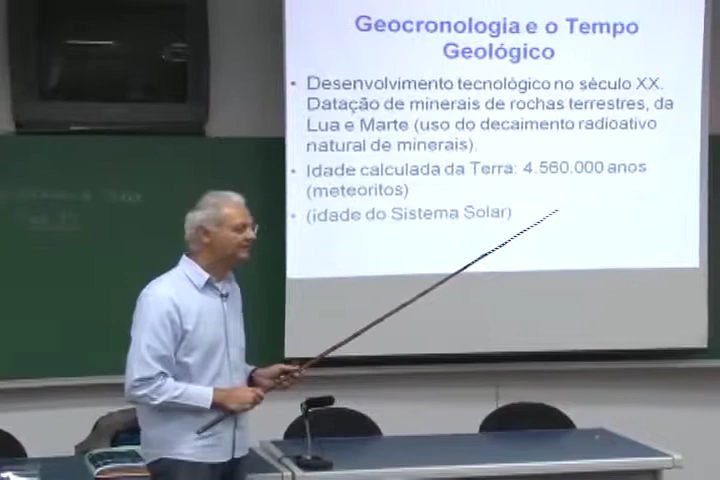 Geocronologia e o Tempo
Geológico
• Desenvolvimento tecnológico no século XX.
Datação de minerais de rochas terrestres, da
Lua e Marte (uso do decaimento radioativo
natural de minerais).
• Idade calculada da Terra: 4.560.000 anos
(meteoritos)
• (idade do Sistema Solar)